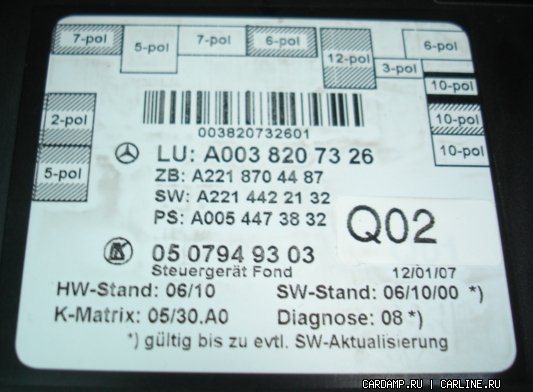 7-pol 5-pol 7-pol 6-pol 12-pol 3-pol 6-pol
10-pol
10-pol
10-pol
2-pol
5-pol
003820732601
LU: A003 820 73 26
ZB: A221 870 44 87
SW: A221 442 21 32
PS: A005 447 38 32
Q02
05 0794 93 03
Steuergerät Fond 12/01/07
HW-Stand: 06/10 SW-Stand: 06/10/00 *)
K-Matrix: 05/30.A0 Diagnose: 08 *)
*) gültig bis zu evtl. SW-Aktualisierung
CARDAMP.RU | CARLINE.RU